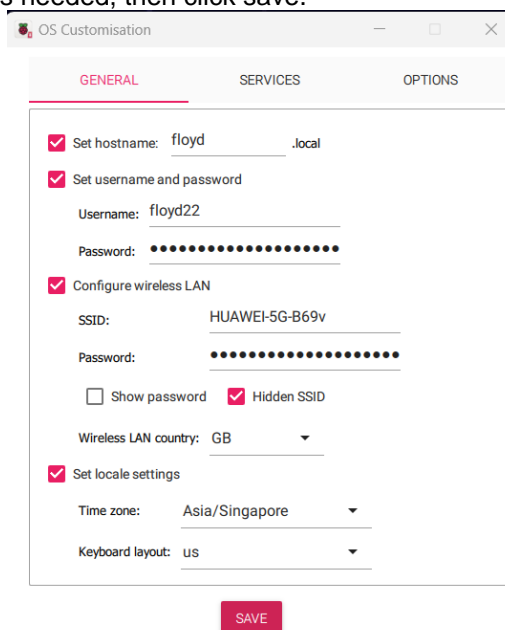 s needed, then click save.
OS Customisation
GENERAL SERVICES OPTIONS
Set hostname: floyd .local
Set username and password
Username: floyd22
Password: ••••••••••••••••••••
Configure wireless LAN
SSID: HUAWEI-5G-B69v
Password: ••••••••••••••••••••
Show password Hidden SSID
Wireless LAN country: GB
Set locale settings
Time zone: Asia/Singapore
Keyboard layout: us
SAVE